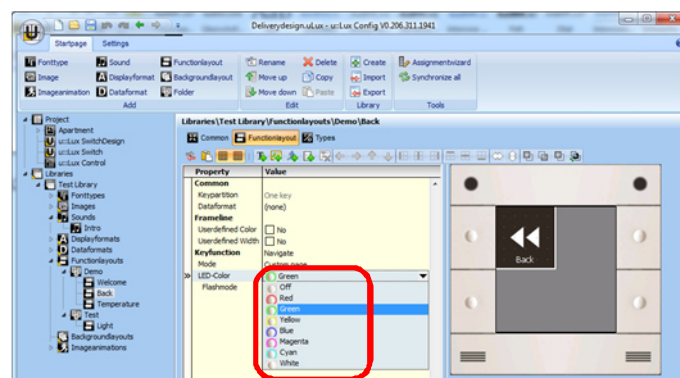 Deliverydesign.uLux - u::Lux Config V0.206.311.1941
Startpage Settings
Fonttype Sound Functionlayout Rename Delete Create Assignmentwizard
Image Displayformat Backgroundlayout Move up Copy Import Synchronize all
Imageanimation Dataformat Folder Move down Paste Export
Add Edit Library Tools
Project
Apartment
u::Lux SwitchDesign
u::Lux Switch
u::Lux Control
Libraries
Test Library
Fonttypes
Images
Sounds
Intro
Displayformats
Dataformats
Functionlayouts
Demo
Welcome
Back
Temperature
Test
Light
Backgroundlayouts
Imageanimations
Libraries\Test Library\Functionlayouts\Demo\Back
Common Functionlayout Types
Property Value
Common
Keypartition One key
Dataformat (none)
Frameline
Userdefined Color No
Userdefined Width No
Keyfunction Navigate
Mode Custom page
LED-Color Green
Flashmode Off
Red
Green
Yellow
Blue
Magenta
Cyan
White
Back